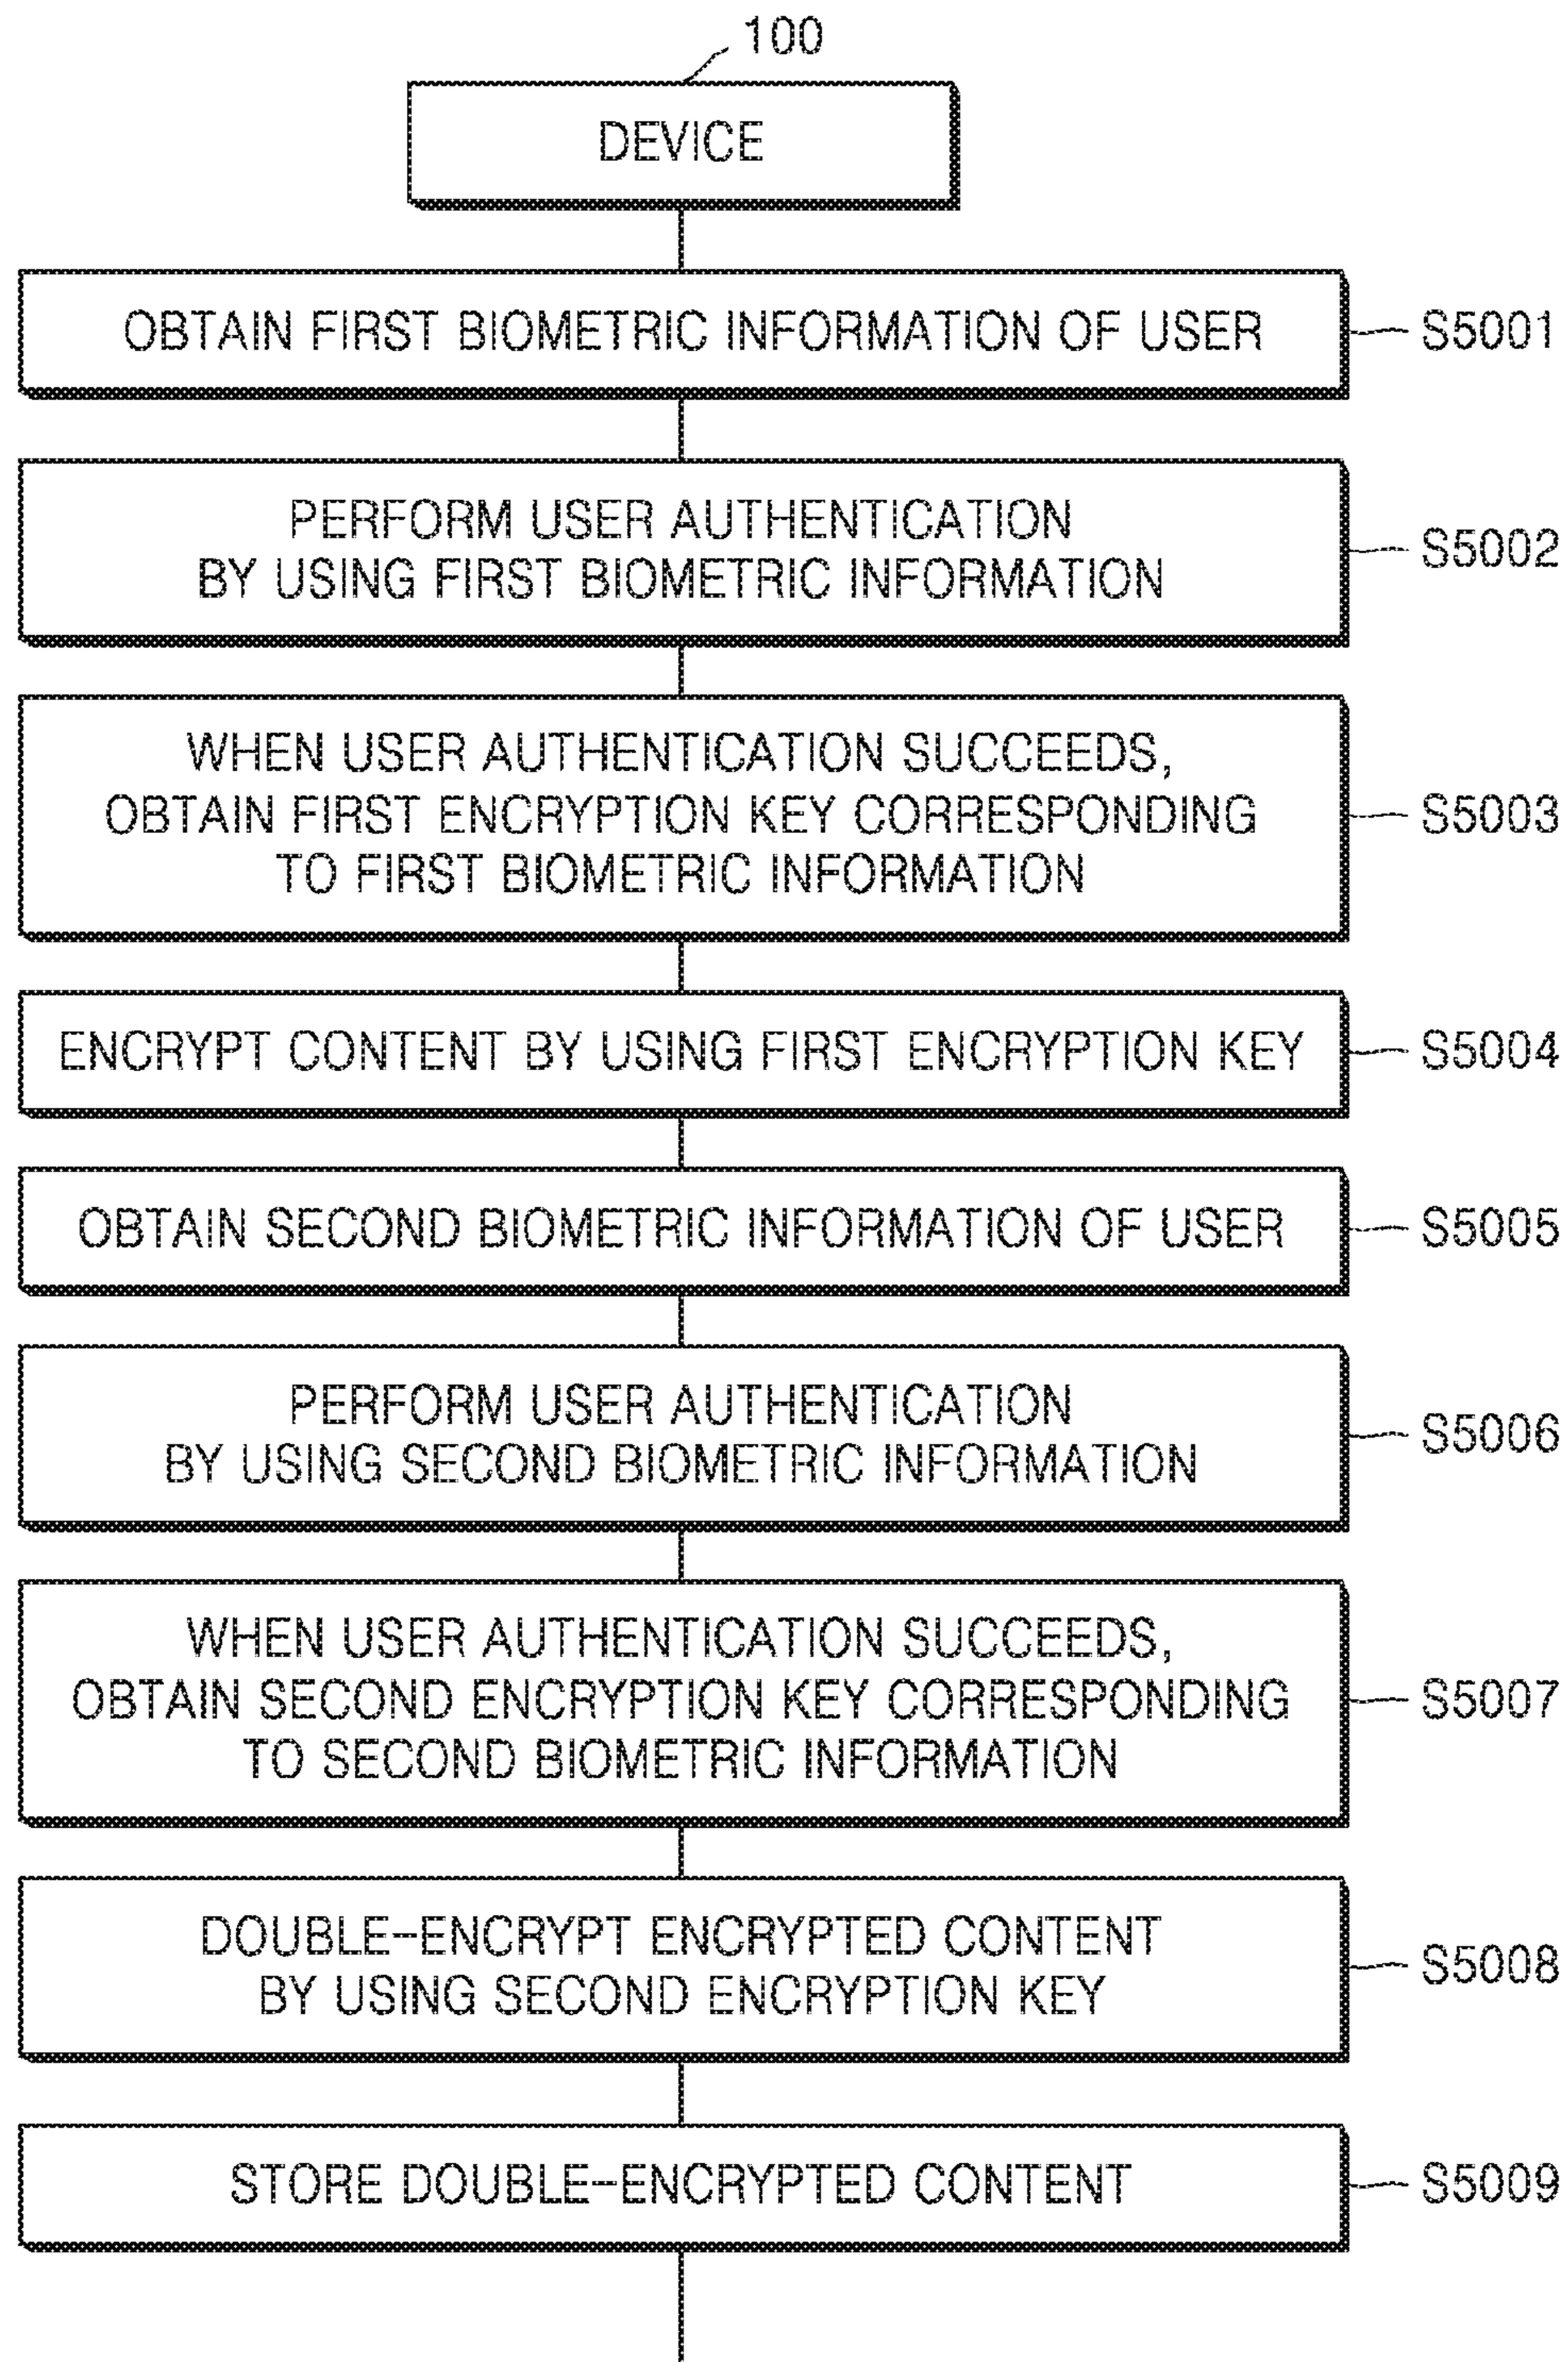 100
DEVICE
OBTAIN FIRST BIOMETRIC INFORMATION OF USER
S5001
PERFORM USER AUTHENTICATION
BY USING FIRST BIOMETRIC INFORMATION
S5002
WHEN USER AUTHENTICATION SUCCEEDS,
OBTAIN FIRST ENCRYPTION KEY CORRESPONDING
TO FIRST BIOMETRIC INFORMATION
S5003
ENCRYPT CONTENT BY USING FIRST ENCRYPTION KEY
S5004
OBTAIN SECOND BIOMETRIC INFORMATION OF USER
S5005
PERFORM USER AUTHENTICATION
BY USING SECOND BIOMETRIC INFORMATION
S5006
WHEN USER AUTHENTICATION SUCCEEDS,
OBTAIN SECOND ENCRYPTION KEY CORRESPONDING
TO SECOND BIOMETRIC INFORMATION
S5007
DOUBLE-ENCRYPT ENCRYPTED CONTENT
BY USING SECOND ENCRYPTION KEY
S5008
STORE DOUBLE-ENCRYPTED CONTENT
S5009